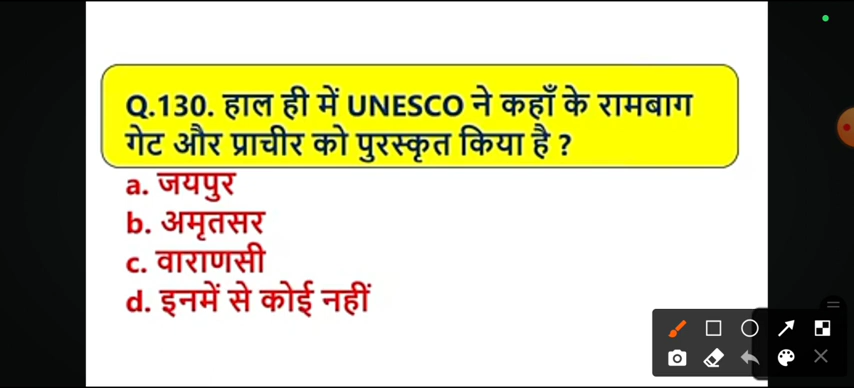 Q.130. हाल ही में UNESCO ने कहाँ के रामबाग
गेट और प्राचीर को पुरस्कृत किया है ?
a. जयपुर
b. अमृतसर
c. वाराणसी
d. इनमें से कोई नहीं